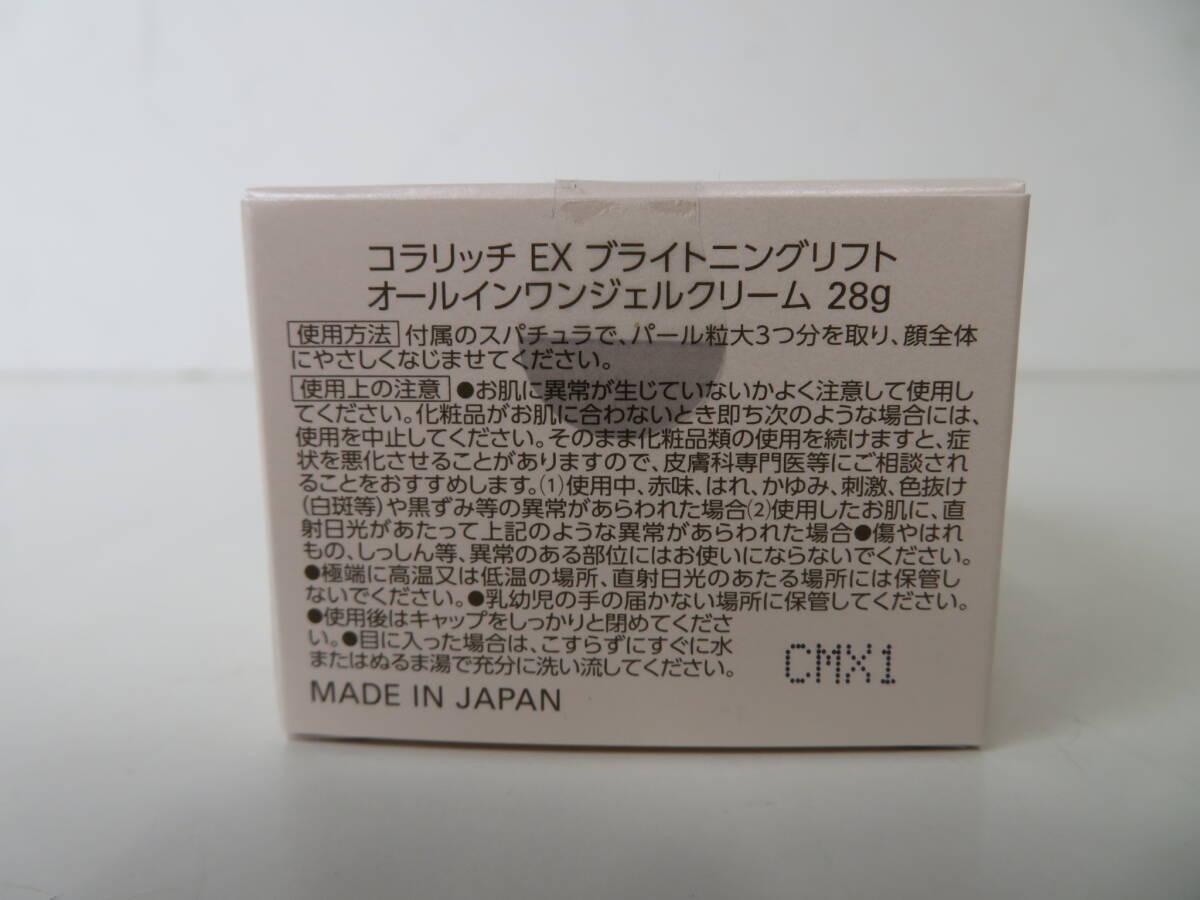 コラリッチ EX ブライトニングリフト
オールインワンジェルクリーム 28g
使用方法 付属のスパチュラで、パール粒大3つ分を取り、顔全体
にやさしくなじませてください。
使用上の注意 ●お肌に異常が生じていないかよく注意して使用し
てください。化粧品がお肌に合わないとき即ち次のような場合には、
使用を中止してください。そのまま化粧品類の使用を続けますと、症
状を悪化させることがありますので、皮膚科専門医等にご相談され
ることをおすすめします。(1)使用中、赤味、はれ、かゆみ、刺激、色抜け
(白斑等)や黒ずみ等の異常があらわれた場合(2)使用したお肌に、直
射日光があたって上記のような異常があらわれた場合●傷やはれ
もの、しっしん等、異常のある部位にはお使いにならないでください。
●極端に高温又は低温の場所、直射日光のあたる場所には保管し
ないでください。●乳幼児の手の届かない場所に保管してください。
●使用後はキャップをしっかりと閉めてくださ
い。●目に入った場合は、こすらずにすぐに水
またはぬるま湯で充分に洗い流してください。
CMX1
MADE IN JAPAN